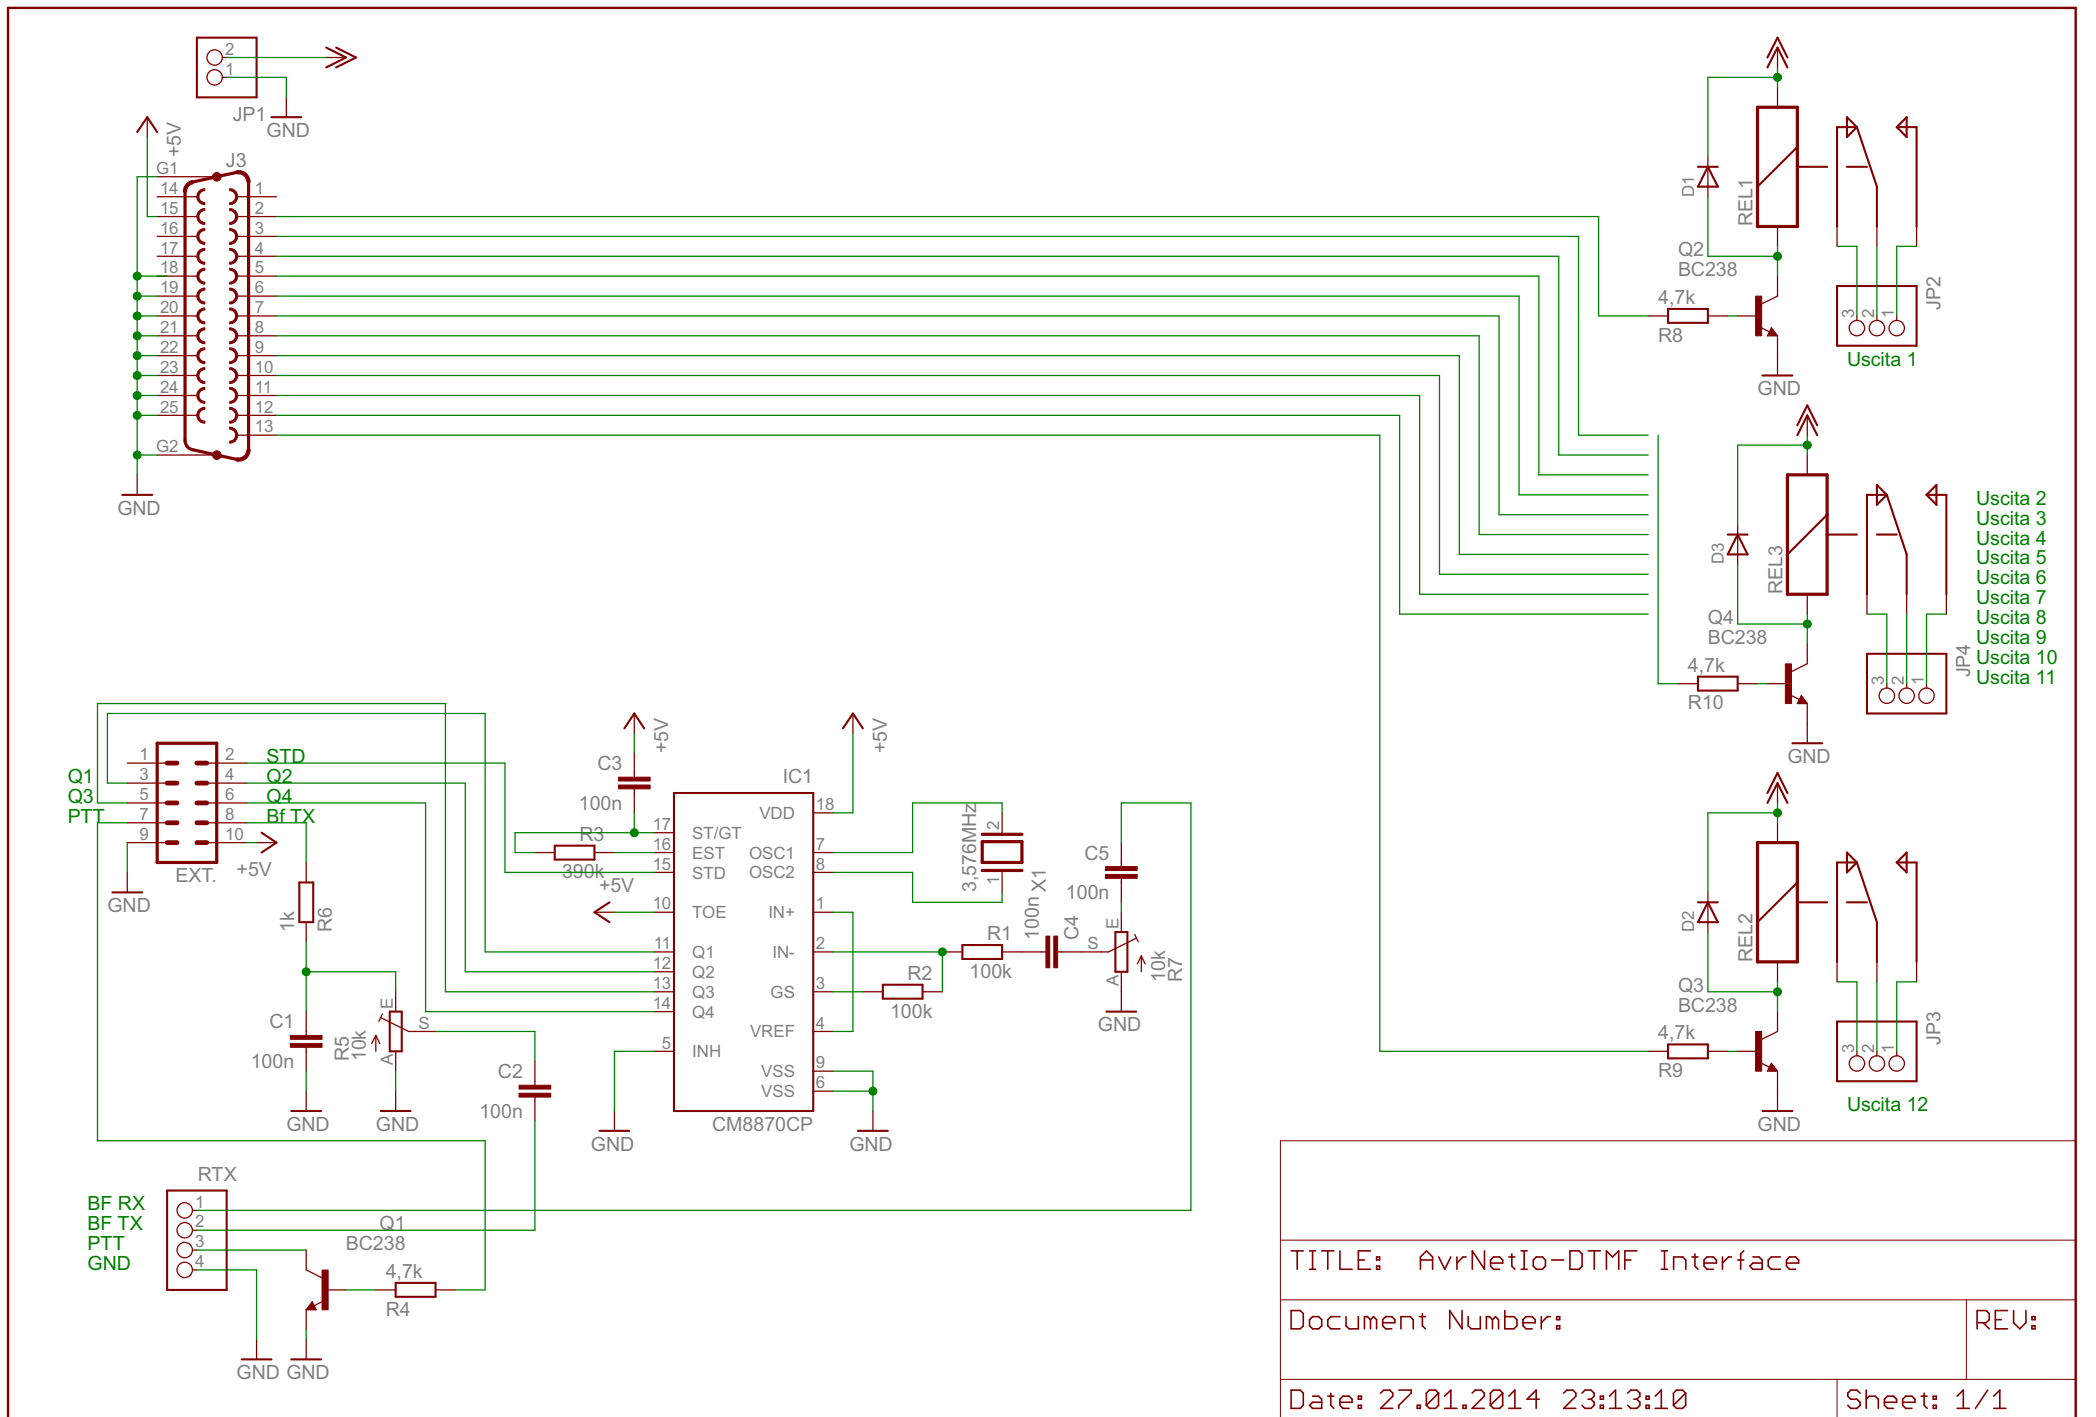 2
1
JP1
GND
+5V
J3
G1
14
15
16
17
18
19
20
21
22
23
24
25
G2
1
2
3
4
5
6
7
8
9
10
11
12
13
GND
D1
REL1
Q2
BC238
4,7k
R8
GND
3
2
1
JP2
Uscita 1
D3
REL3
Q4
BC238
4,7k
R10
GND
3
2
1
JP4
Uscita 2
Uscita 3
Uscita 4
Uscita 5
Uscita 6
Uscita 7
Uscita 8
Uscita 9
Uscita 10
Uscita 11
D2
REL2
Q3
BC238
4,7k
R9
GND
3
2
1
JP3
Uscita 12
Q1
Q3
PTT
1
3
5
7
9
2
4
6
8
10
STD
Q2
Q4
Bf TX
EXT.
+5V
GND
1k
R6
C1
100n
GND
R5
10k
E
S
A
GND
C2
100n
C3
100n
+5V
R3
390k
+5V
IC1
+5V
17 ST/GT
16 EST
15 STD
10 TOE
11 Q1
12 Q2
13 Q3
14 Q4
5 INH
VDD 18
OSC1 7
OSC2 8
IN+ 1
IN- 2
GS 3
VREF 4
VSS 9
VSS 6
CM8870CP
GND
GND
3,576MHz
2
1
X1
R2
100k
R1
100k
100n
C4
C5
100n
E
S
A
10k
R7
GND
RTX
BF RX
BF TX
PTT
GND
1
2
3
4
Q1
BC238
4,7k
R4
GND
GND
TITLE: AvrNetIo-DTMF Interface
Document Number:
REV:
Date: 27.01.2014 23:13:10
Sheet: 1/1